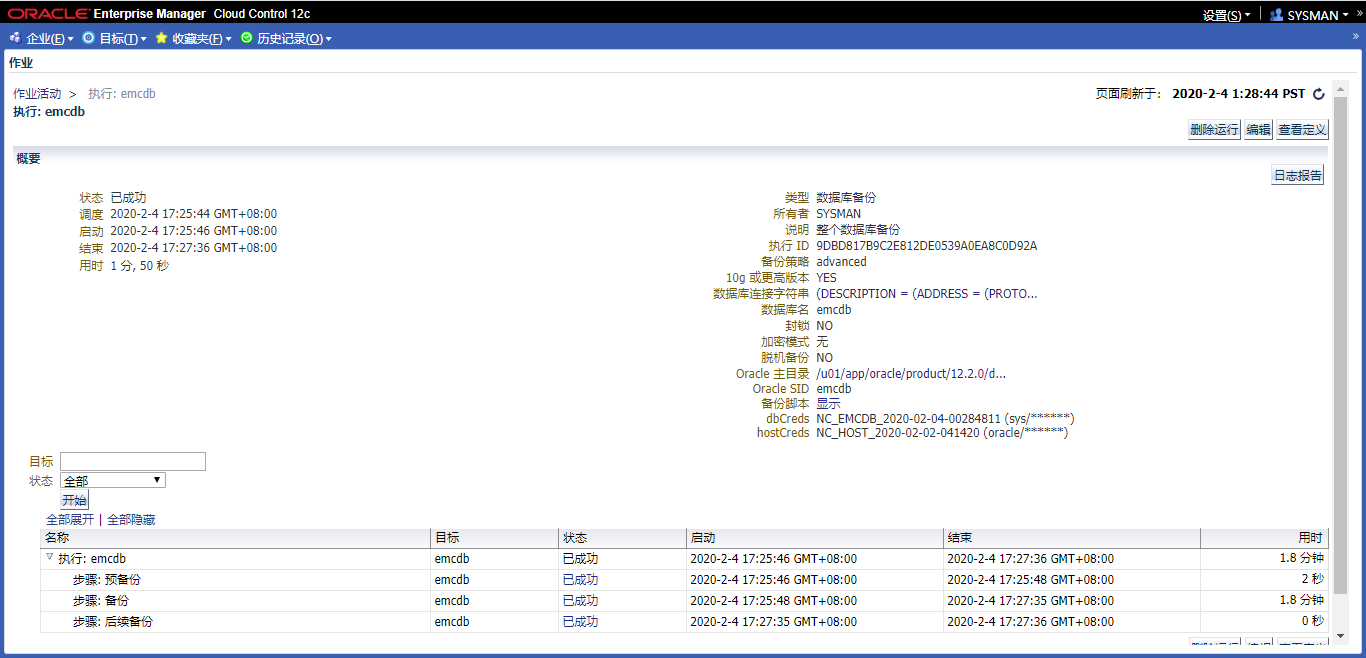 ORACLE Enterprise Manager Cloud Control 12c 设置(S) SYSMAN »
企业(E) 目标(T) 收藏夹(F) 历史记录(O) »
作业
作业活动 > 执行: emcdb 页面刷新于： 2020-2-4 1:28:44 PST
执行: emcdb
删除运行 编辑 查看定义
概要
日志报告
状态 已成功
调度 2020-2-4 17:25:44 GMT+08:00
启动 2020-2-4 17:25:46 GMT+08:00
结束 2020-2-4 17:27:36 GMT+08:00
用时 1 分, 50 秒
类型 数据库备份
所有者 SYSMAN
说明 整个数据库备份
执行 ID 9DBD817B9C2E812DE0539A0EA8C0D92A
备份策略 advanced
10g 或更高版本 YES
数据库连接字符串 (DESCRIPTION = (ADDRESS = (PROTO...
数据库名 emcdb
封锁 NO
加密模式 无
脱机备份 NO
Oracle 主目录 /u01/app/oracle/product/12.2.0/d...
Oracle SID emcdb
备份脚本 显示
dbCreds NC_EMCDB_2020-02-04-00284811 (sys/******)
hostCreds NC_HOST_2020-02-02-041420 (oracle/******)
目标
状态 全部
开始
全部展开 | 全部隐藏
名称 目标 状态 启动 结束 用时
执行: emcdb emcdb 已成功 2020-2-4 17:25:46 GMT+08:00 2020-2-4 17:27:36 GMT+08:00 1.8 分钟
步骤: 预备份 emcdb 已成功 2020-2-4 17:25:46 GMT+08:00 2020-2-4 17:25:48 GMT+08:00 2 秒
步骤: 备份 emcdb 已成功 2020-2-4 17:25:48 GMT+08:00 2020-2-4 17:27:35 GMT+08:00 1.8 分钟
步骤: 后续备份 emcdb 已成功 2020-2-4 17:27:35 GMT+08:00 2020-2-4 17:27:36 GMT+08:00 0 秒